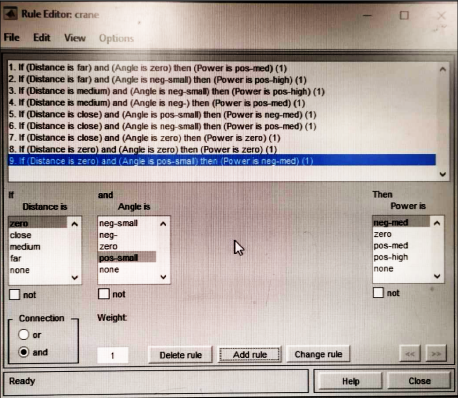 Rule Editor: crane
File Edit View Options
1. If (Distance is far) and (Angle is zero) then (Power is pos-med) (1)
2. If (Distance is far) and (Angle is neg-small) then (Power is pos-high) (1)
3. If (Distance is medium) and (Angle is neg-small) then (Power is pos-high) (1)
4. If (Distance is medium) and (Angle is neg-) then (Power is pos-med) (1)
5. If (Distance is close) and (Angle is pos-small) then (Power is neg-med) (1)
6. If (Distance is close) and (Angle is neg-small) then (Power is pos-med) (1)
7. If (Distance is close) and (Angle is zero) then (Power is zero) (1)
8. If (Distance is zero) and (Angle is zero) then (Power is zero) (1)
9. If (Distance is zero) and (Angle is pos-small) then (Power is neg-med) (1)
If and Then
Distance is Angle is Power is
zero neg-small neg-med
close neg- zero
medium zero pos-med
far pos-small pos-high
none none none
not not not
Connection Weight:
or
and 1 Delete rule Add rule Change rule << >>
Ready Help Close